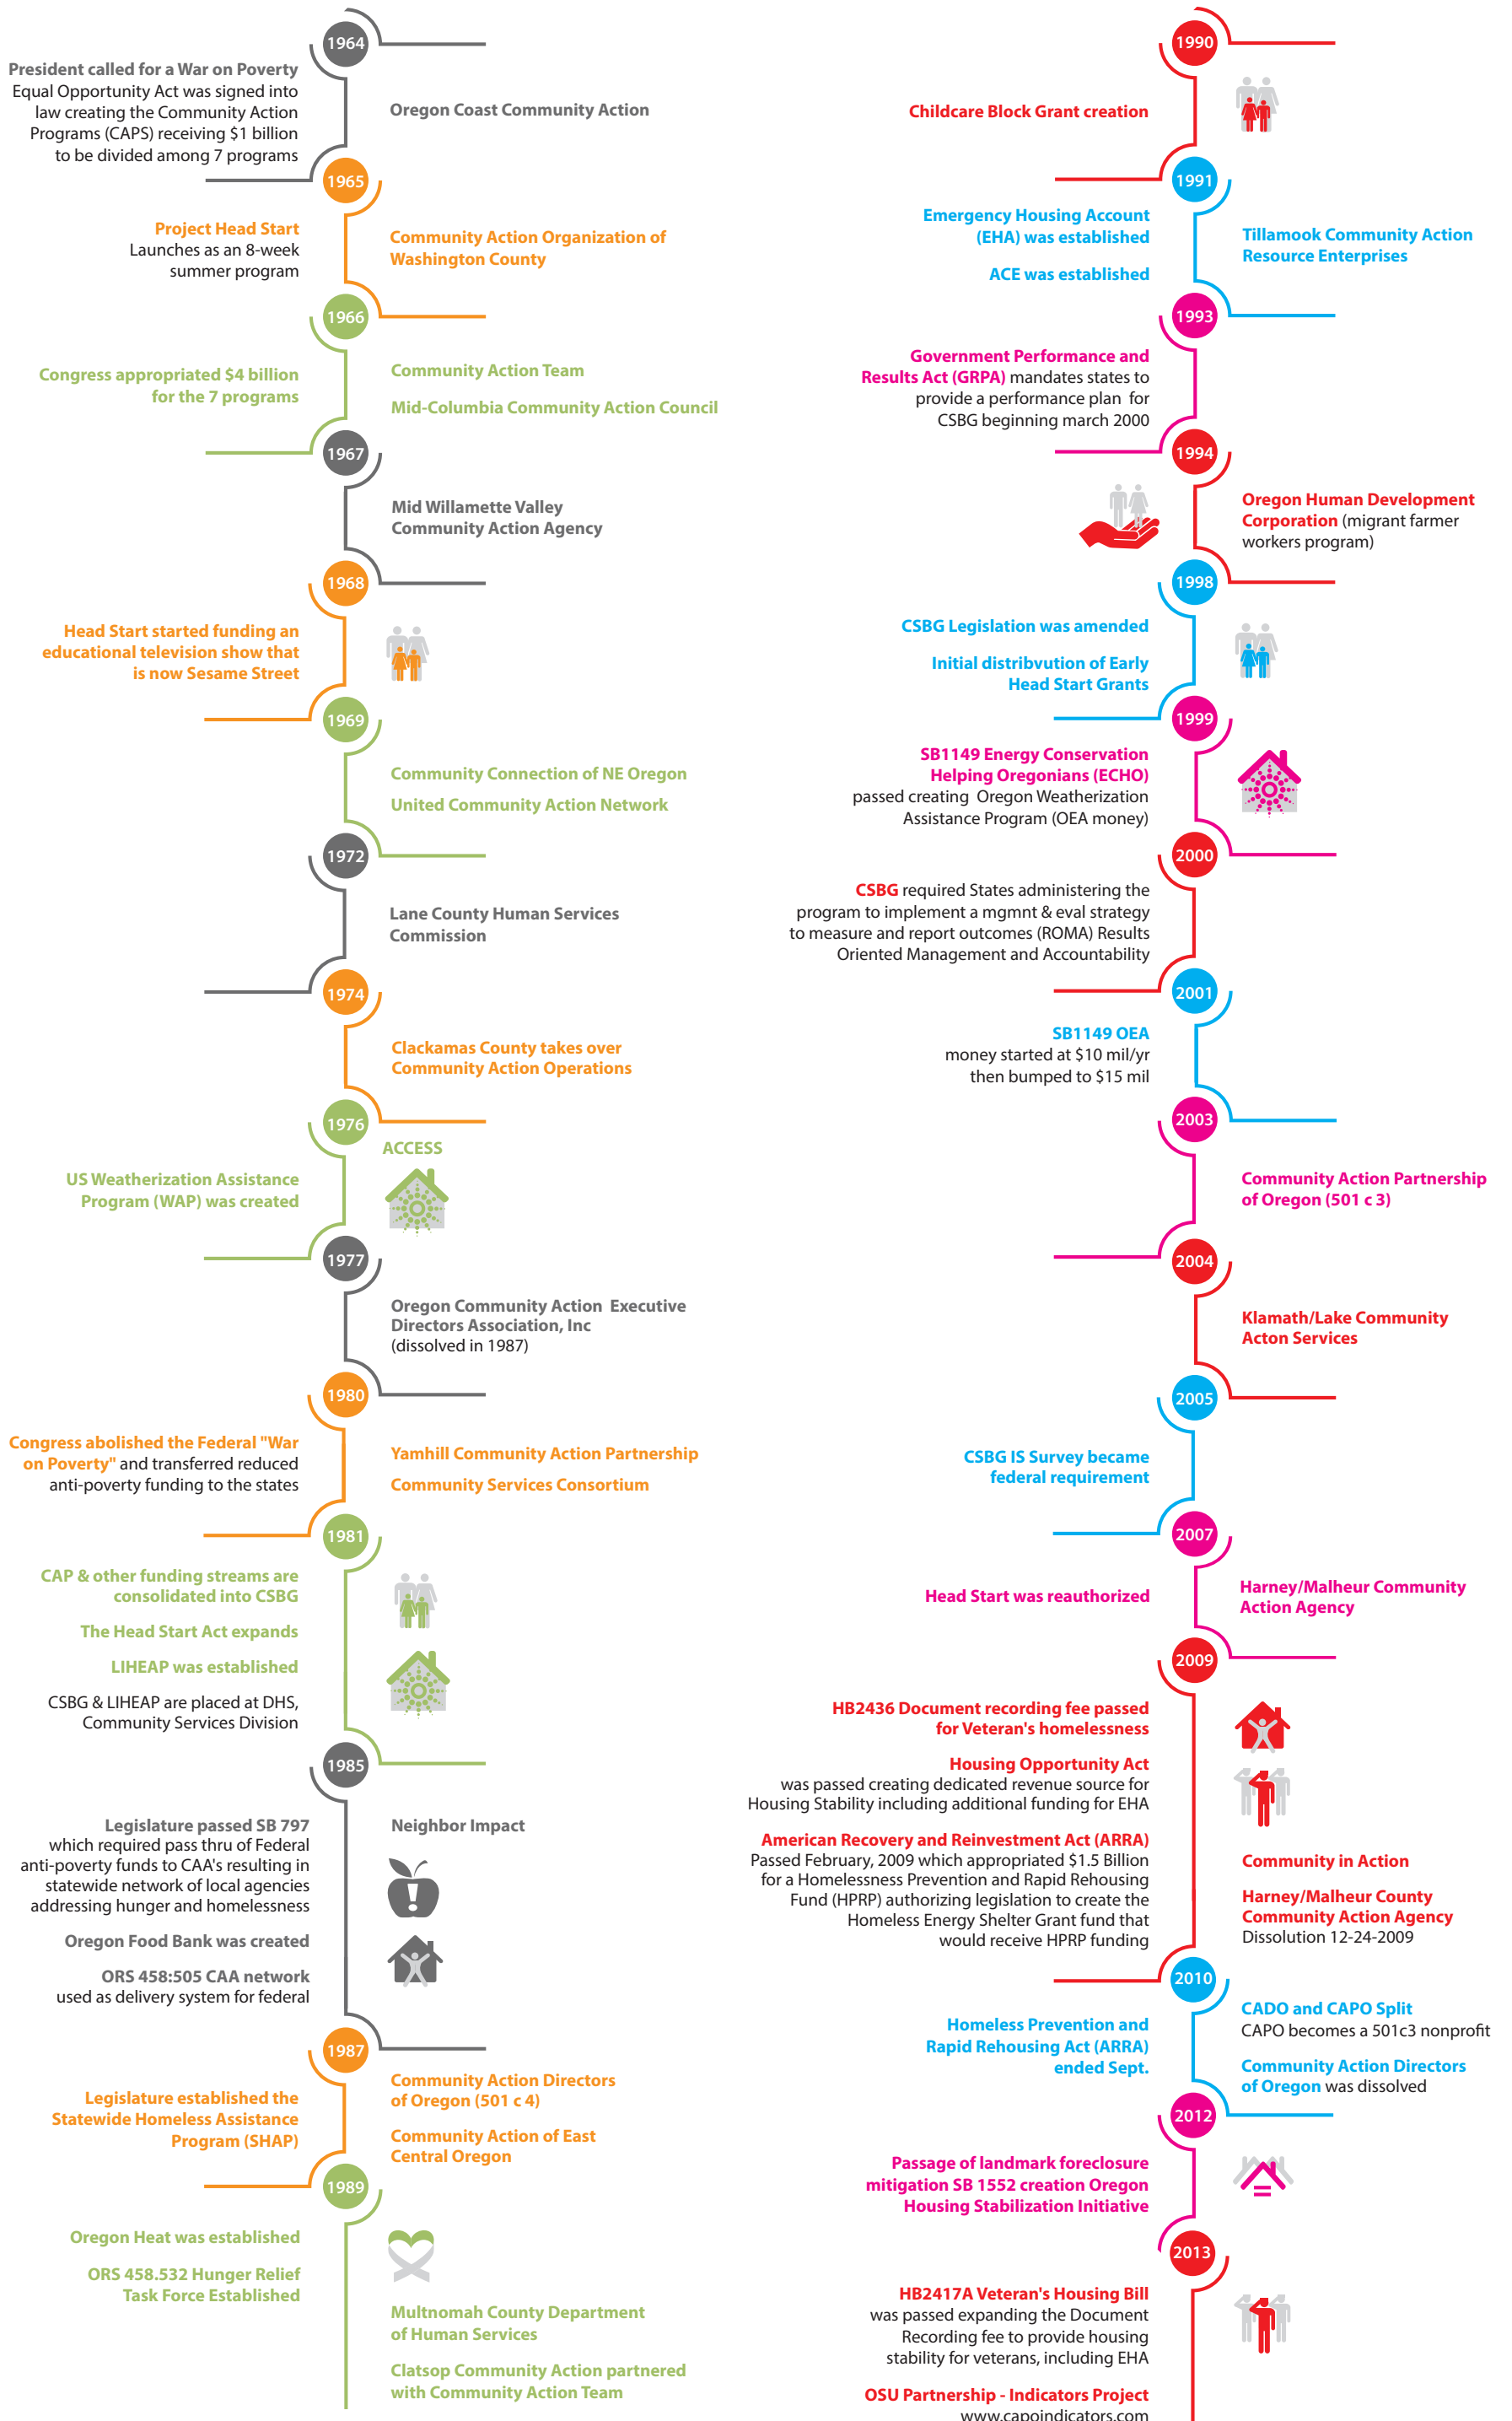 1964
President called for a War on Poverty
Equal Opportunity Act was signed into
law creating the Community Action
Programs (CAPS) receiving $1 billion
to be divided among 7 programs
Oregon Coast Community Action
1965
Project Head Start
Launches as an 8-week
summer program
Community Action Organization of
Washington County
1966
Congress appropriated $4 billion
for the 7 programs
Community Action Team
Mid-Columbia Community Action Council
1967
Mid Willamette Valley
Community Action Agency
1968
Head Start started funding an
educational television show that
is now Sesame Street
1969
Community Connection of NE Oregon
United Community Action Network
1972
Lane County Human Services
Commission
1974
Clackamas County takes over
Community Action Operations
1976
US Weatherization Assistance
Program (WAP) was created
ACCESS
1977
Oregon Community Action Executive
Directors Association, Inc
(dissolved in 1987)
1980
Congress abolished the Federal "War
on Poverty" and transferred reduced
anti-poverty funding to the states
Yamhill Community Action Partnership
Community Services Consortium
1981
CAP & other funding streams are
consolidated into CSBG
The Head Start Act expands
LIHEAP was established
CSBG & LIHEAP are placed at DHS,
Community Services Division
1985
Legislature passed SB 797
which required pass thru of Federal
anti-poverty funds to CAA's resulting in
statewide network of local agencies
addressing hunger and homelessness
Oregon Food Bank was created
ORS 458:505 CAA network
used as delivery system for federal
Neighbor Impact
1987
Legislature established the
Statewide Homeless Assistance
Program (SHAP)
Community Action Directors
of Oregon (501 c 4)
Community Action of East
Central Oregon
1989
Oregon Heat was established
ORS 458.532 Hunger Relief
Task Force Established
Multnomah County Department
of Human Services
Clatsop Community Action partnered
with Community Action Team
1990
Childcare Block Grant creation
1991
Emergency Housing Account
(EHA) was established
ACE was established
Tillamook Community Action
Resource Enterprises
1993
Government Performance and
Results Act (GRPA) mandates states to
provide a performance plan for
CSBG beginning march 2000
1994
Oregon Human Development
Corporation (migrant farmer
workers program)
1998
CSBG Legislation was amended
Initial distribvution of Early
Head Start Grants
1999
SB1149 Energy Conservation
Helping Oregonians (ECHO)
passed creating Oregon Weatherization
Assistance Program (OEA money)
2000
CSBG required States administering the
program to implement a mgmnt & eval strategy
to measure and report outcomes (ROMA) Results
Oriented Management and Accountability
2001
SB1149 OEA
money started at $10 mil/yr
then bumped to $15 mil
2003
Community Action Partnership
of Oregon (501 c 3)
2004
Klamath/Lake Community
Acton Services
2005
CSBG IS Survey became
federal requirement
2007
Head Start was reauthorized
Harney/Malheur Community
Action Agency
2009
HB2436 Document recording fee passed
for Veteran's homelessness
Housing Opportunity Act
was passed creating dedicated revenue source for
Housing Stability including additional funding for EHA
American Recovery and Reinvestment Act (ARRA)
Passed February, 2009 which appropriated $1.5 Billion
for a Homelessness Prevention and Rapid Rehousing
Fund (HPRP) authorizing legislation to create the
Homeless Energy Shelter Grant fund that
would receive HPRP funding
Community in Action
Harney/Malheur County
Community Action Agency
Dissolution 12-24-2009
2010
Homeless Prevention and
Rapid Rehousing Act (ARRA)
ended Sept.
CADO and CAPO Split
CAPO becomes a 501c3 nonprofit
Community Action Directors
of Oregon was dissolved
2012
Passage of landmark foreclosure
mitigation SB 1552 creation Oregon
Housing Stabilization Initiative
2013
HB2417A Veteran's Housing Bill
was passed expanding the Document
Recording fee to provide housing
stability for veterans, including EHA
OSU Partnership - Indicators Project
www.capoindicators.com